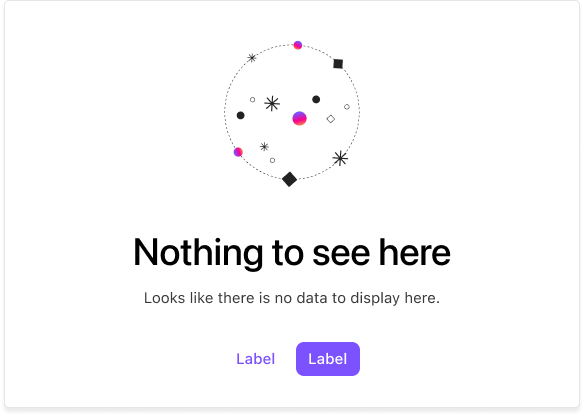 Nothing to see here
Looks like there is no data to display here.
Label Label